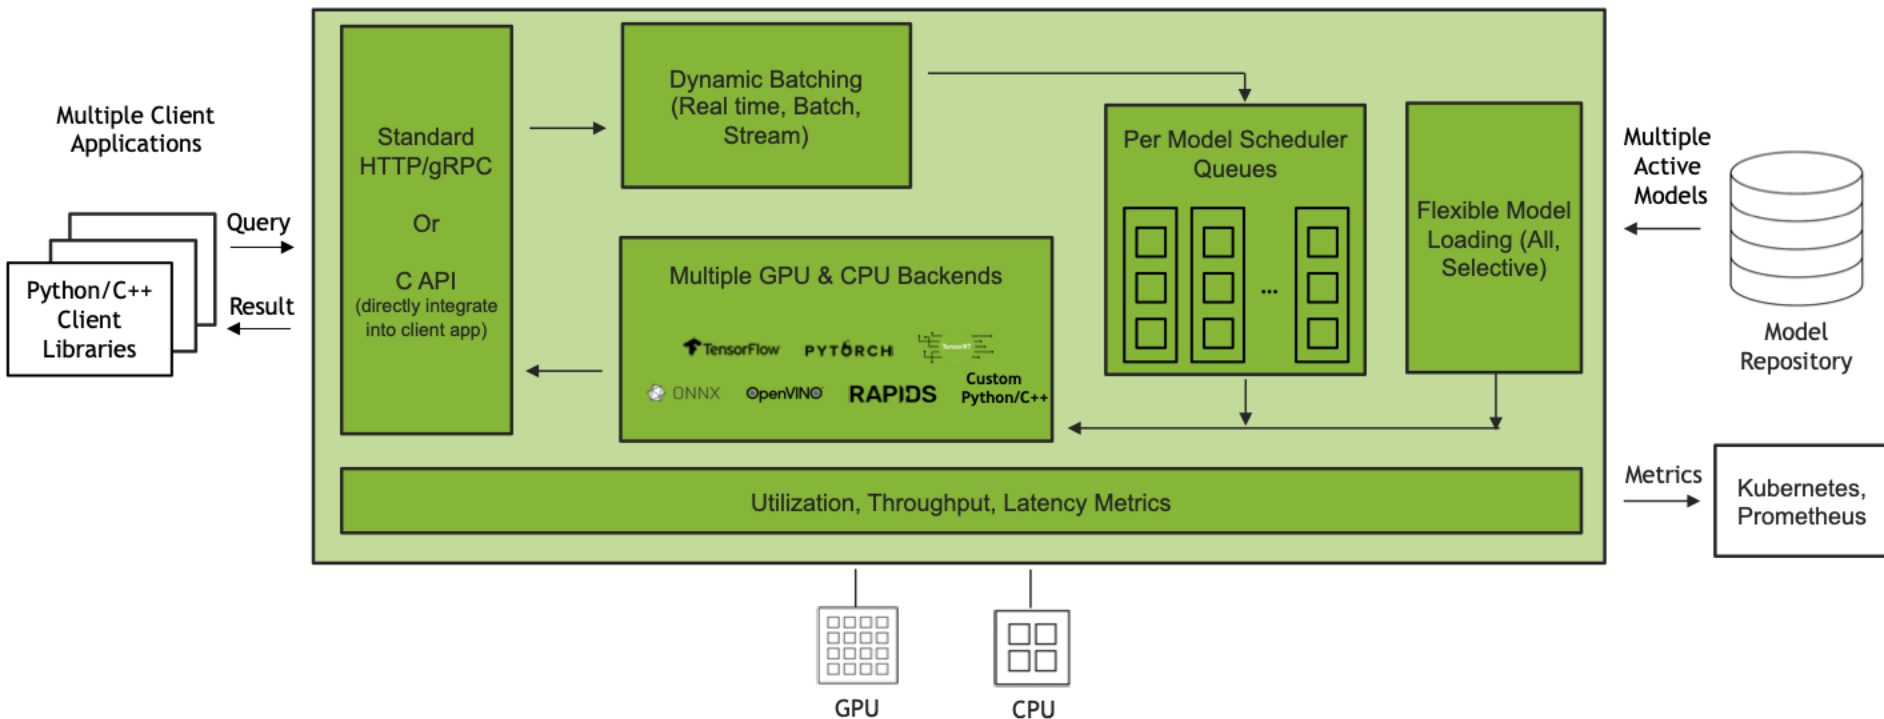 Multiple Client
Applications
Query
Result
Python/C++
Client
Libraries
Standard
HTTP/gRPC
Or
C API
(directly integrate
into client app)
Dynamic Batching
(Real time, Batch,
Stream)
Multiple GPU & CPU Backends
TensorFlow
PYTORCH
TensorRT
ONNX
OpenVINO
RAPIDS
Custom
Python/C++
Per Model Scheduler
Queues
...
Flexible Model
Loading (All,
Selective)
Multiple
Active
Models
Model
Repository
Utilization, Throughput, Latency Metrics
Metrics
Kubernetes,
Prometheus
GPU
CPU